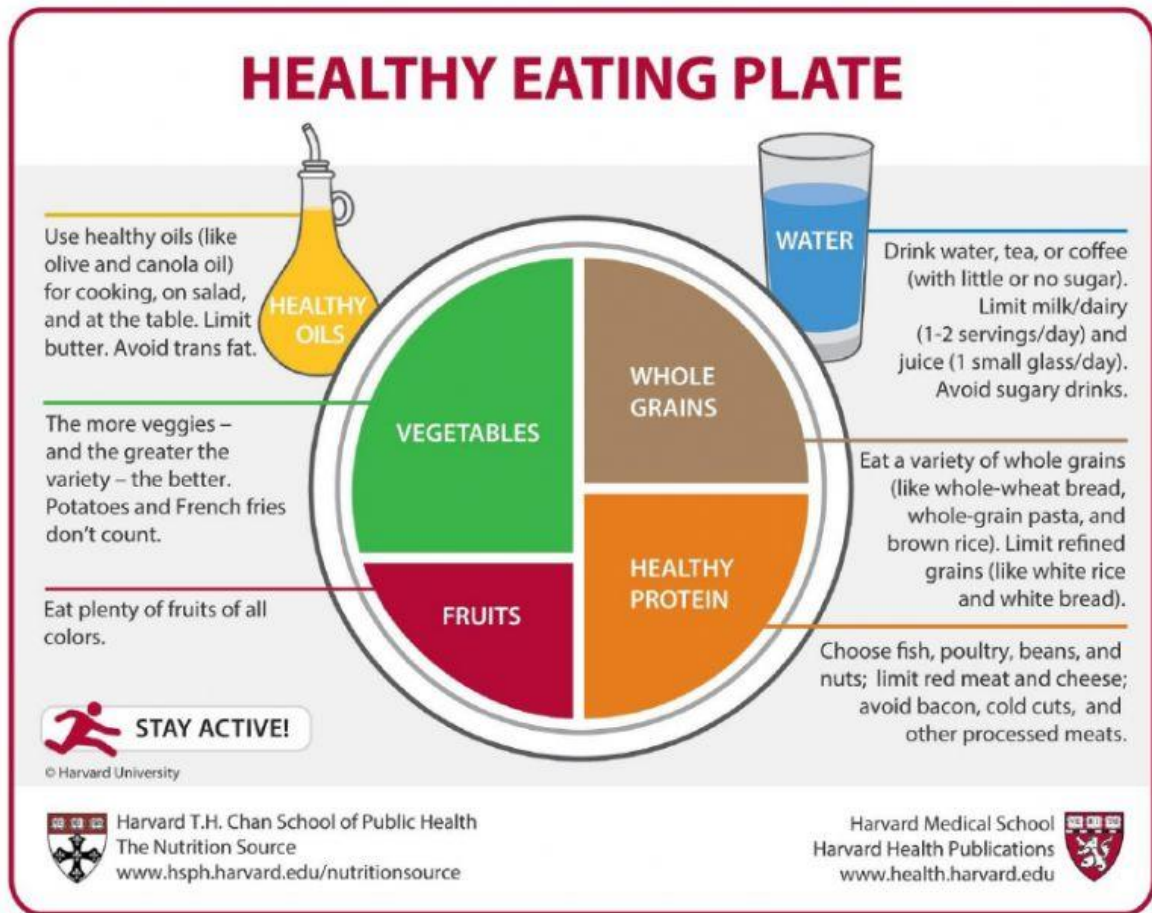 HEALTHY EATING PLATE
Use healthy oils (like
olive and canola oil)
for cooking, on salad,
and at the table. Limit
butter. Avoid trans fat.
HEALTHY
OILS
The more veggies –
and the greater the
variety – the better.
Potatoes and French fries
don’t count.
VEGETABLES
Eat plenty of fruits of all
colors.
FRUITS
WATER
Drink water, tea, or coffee
(with little or no sugar).
Limit milk/dairy
(1-2 servings/day) and
juice (1 small glass/day).
Avoid sugary drinks.
WHOLE
GRAINS
Eat a variety of whole grains
(like whole-wheat bread,
whole-grain pasta, and
brown rice). Limit refined
grains (like white rice
and white bread).
HEALTHY
PROTEIN
Choose fish, poultry, beans, and
nuts; limit red meat and cheese;
avoid bacon, cold cuts, and
other processed meats.
STAY ACTIVE!
© Harvard University
Harvard T.H. Chan School of Public Health
The Nutrition Source
www.hsph.harvard.edu/nutritionsource
Harvard Medical School
Harvard Health Publications
www.health.harvard.edu